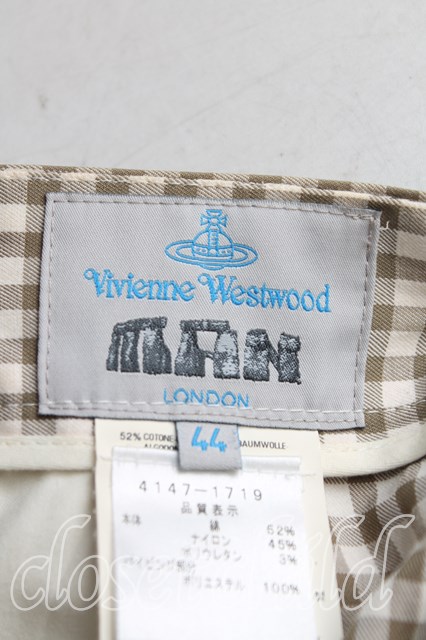 Vivienne Westwood
MAN
LONDON
44
52% COTONE
BAUMWOLLE
4147-1719
品質表示
本体 綿 52%
ナイロン 45%
ポリウレタン 3%
パイピング部分
ポリエステル 100%
closet child